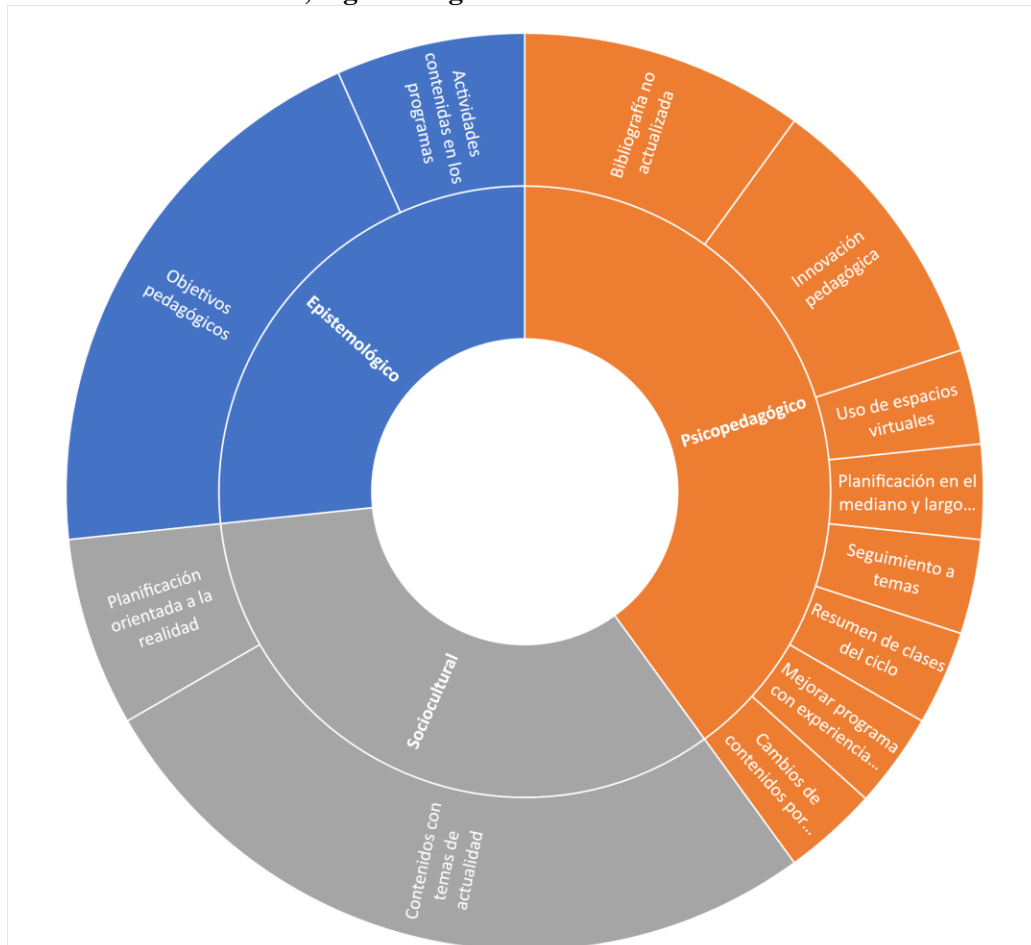 Bibliografía no
actualizada
Innovación
pedagógica
Uso de espacios
virtuales
Planificación en el
mediano y largo...
Seguimiento a
temas
Resumen de clases
del ciclo
Mejorar programa
con experiencia...
Cambios de
contenidos por...
Psicopedagógico
Contenidos con
temas de
actualidad
Planificación
orientada a la
realidad
Sociocultural
Objetivos
pedagógicos
Actividades
contenidas en los
programas
Epistemológico